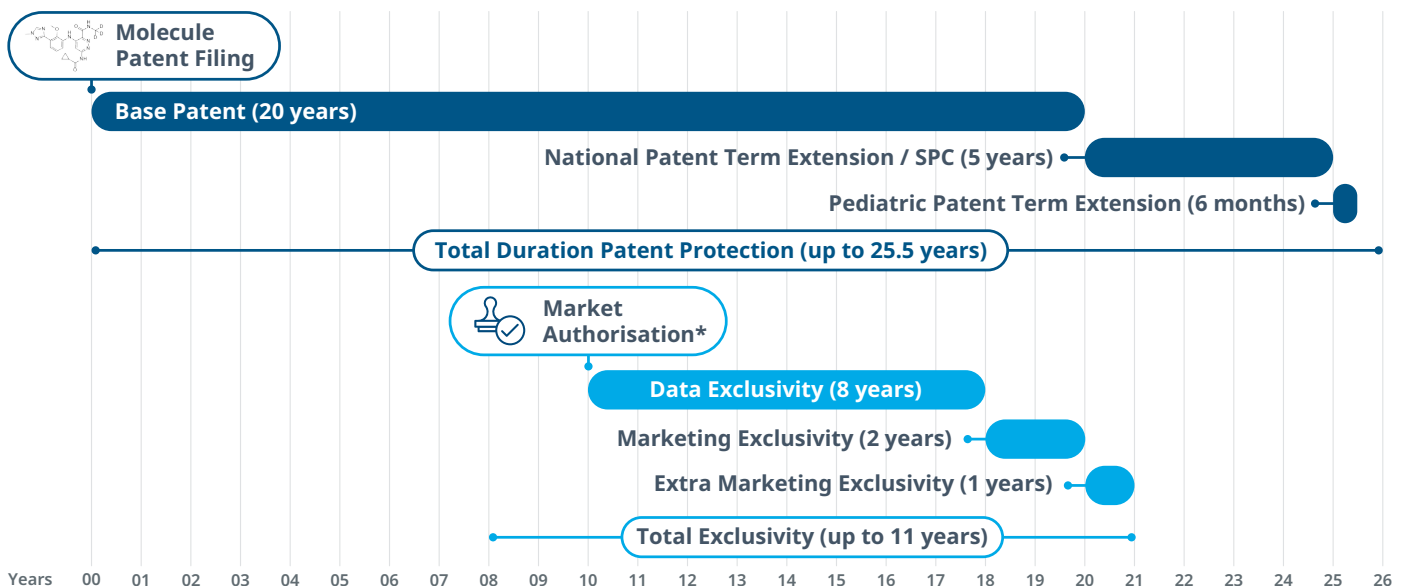 Molecule
Patent Filing
Base Patent (20 years)
National Patent Term Extension / SPC (5 years)
Pediatric Patent Term Extension (6 months)
Total Duration Patent Protection (up to 25.5 years)
Market
Authorisation*
Data Exclusivity (8 years)
Marketing Exclusivity (2 years)
Extra Marketing Exclusivity (1 years)
Total Exclusivity (up to 11 years)
Years 00 01 02 03 04 05 06 07 08 09 10 11 12 13 14 15 16 17 18 19 20 21 22 23 24 25 26